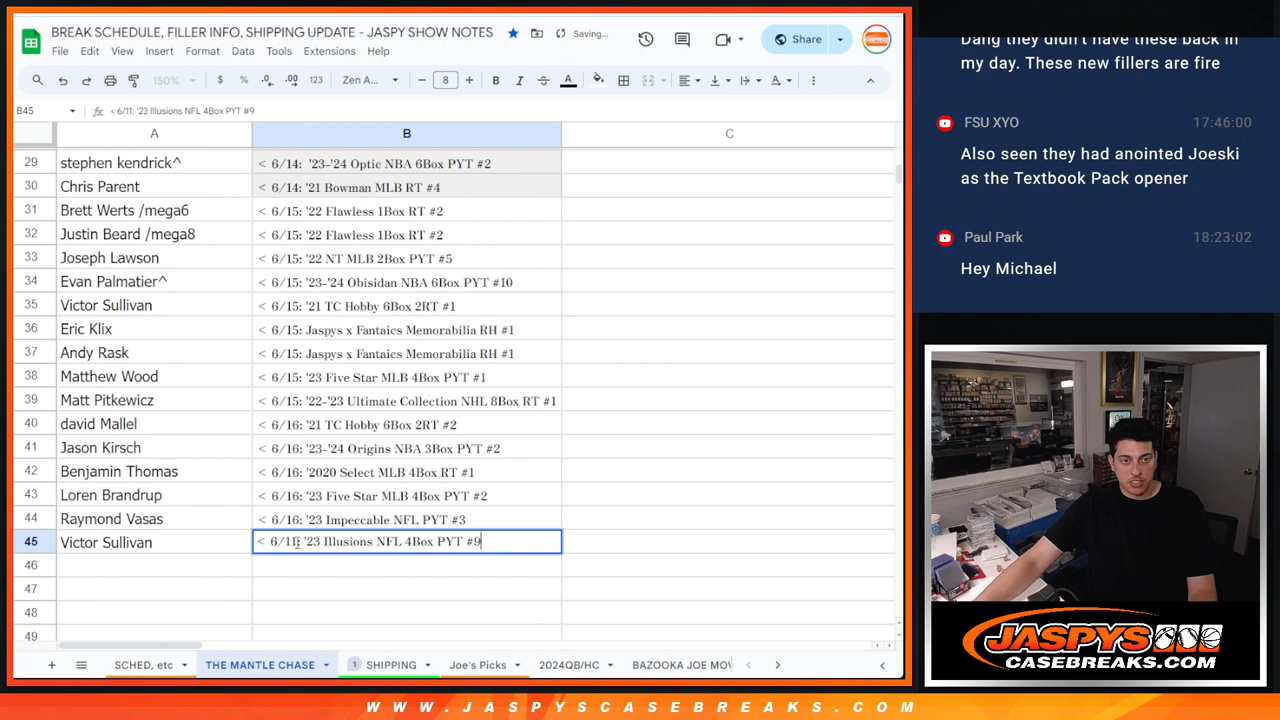 BREAK SCHEDULE, FILLER INFO, SHIPPING UPDATE - JASPY SHOW NOTES
Saving...
File Edit View Insert Format Data Tools Extensions Help
Share
150% $ % .0 .00 123 Zen A... 8 B I A
B45 fx < 6/11: '23 Illusions NFL 4Box PYT #9
A B C
29 stephen kendrick^ < 6/14: '23-'24 Optic NBA 6Box PYT #2
30 Chris Parent < 6/14: '21 Bowman MLB RT #4
31 Brett Werts /mega6 < 6/15: '22 Flawless 1Box RT #2
32 Justin Beard /mega8 < 6/15: '22 Flawless 1Box RT #2
33 Joseph Lawson < 6/15: '22 NT MLB 2Box PYT #5
34 Evan Palmatier^ < 6/15: '23-'24 Obisidan NBA 6Box PYT #10
35 Victor Sullivan < 6/15: '21 TC Hobby 6Box 2RT #1
36 Eric Klix < 6/15: Jaspys x Fantaics Memorabilia RH #1
37 Andy Rask < 6/15: Jaspys x Fantaics Memorabilia RH #1
38 Matthew Wood < 6/15: '23 Five Star MLB 4Box PYT #1
39 Matt Pitkewicz < 6/15: '22-'23 Ultimate Collection NHL 8Box RT #1
40 david Mallel < 6/16: '21 TC Hobby 6Box 2RT #2
41 Jason Kirsch < 6/16: '23-'24 Origins NBA 3Box PYT #2
42 Benjamin Thomas < 6/16: '2020 Select MLB 4Box RT #1
43 Loren Brandrup < 6/16: '23 Five Star MLB 4Box PYT #2
44 Raymond Vasas < 6/16: '23 Impeccable NFL PYT #3
45 Victor Sullivan < 6/11: '23 Illusions NFL 4Box PYT #9
46
47
48
49
SCHED, etc THE MANTLE CHASE 1 SHIPPING Joe's Picks 2024QB/HC BAZOOKA JOE MOV
Dang they didn't have these back in
my day. These new fillers are fire
FSU XYO 17:46:00
Also seen they had anointed Joeski
as the Textbook Pack opener
Paul Park 18:23:02
Hey Michael
JASPYS
CASEBREAKS.COM
WWW.JASPYSCASEBREAKS.COM